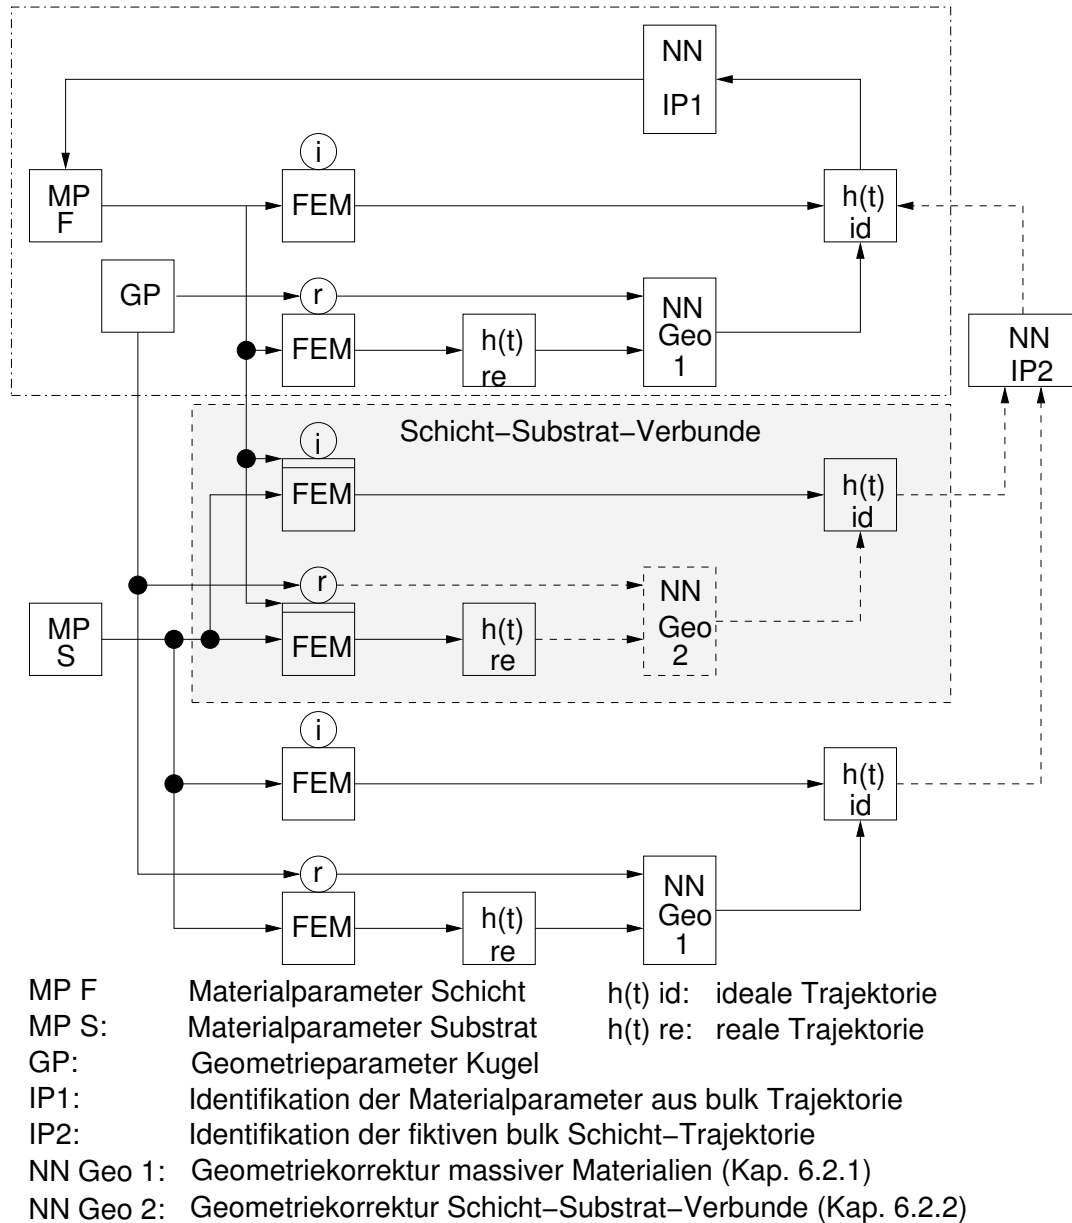 NN
IP1
i
MP
F
FEM
h(t)
id
GP
r
FEM
h(t)
re
NN
Geo
1
NN
IP2
Schicht−Substrat−Verbunde
i
FEM
h(t)
id
r
MP
S
FEM
h(t)
re
NN
Geo
2
i
FEM
h(t)
id
r
FEM
h(t)
re
NN
Geo
1
MP F Materialparameter Schicht h(t) id: ideale Trajektorie
MP S: Materialparameter Substrat h(t) re: reale Trajektorie
GP: Geometrieparameter Kugel
IP1: Identifikation der Materialparameter aus bulk Trajektorie
IP2: Identifikation der fiktiven bulk Schicht−Trajektorie
NN Geo 1: Geometriekorrektur massiver Materialien (Kap. 6.2.1)
NN Geo 2: Geometriekorrektur Schicht−Substrat−Verbunde (Kap. 6.2.2)